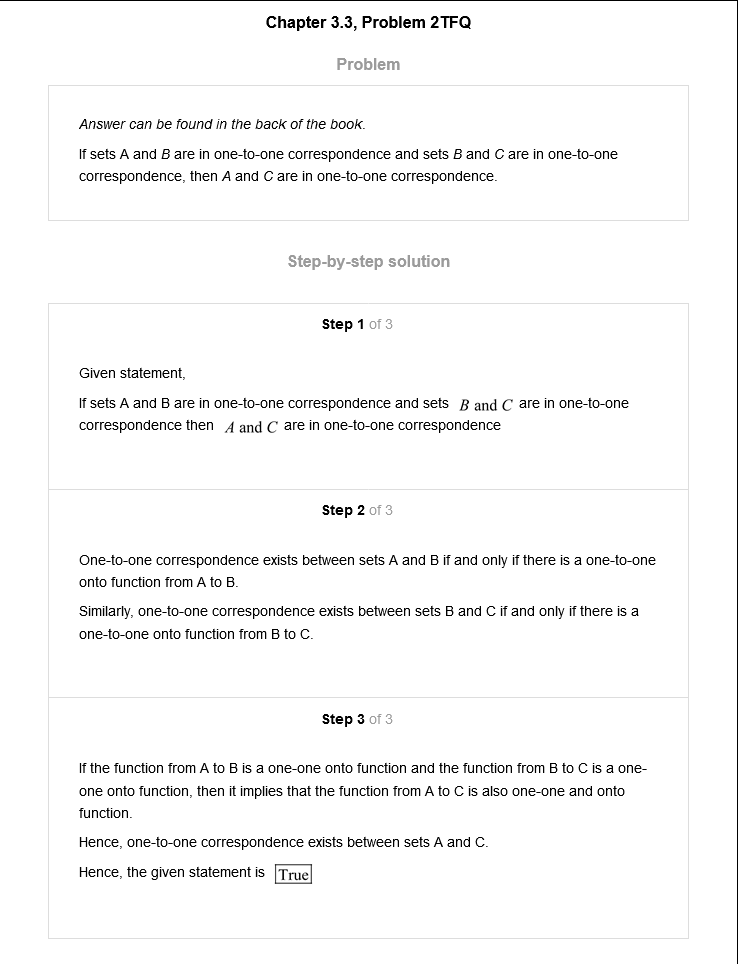 Chapter 3.3, Problem 2TFQ
Problem
Answer can be found in the back of the book.
If sets A and B are in one-to-one correspondence and sets B and C are in one-to-one
correspondence, then A and C are in one-to-one correspondence.
Step-by-step solution
Step 1 of 3
Given statement,
If sets A and B are in one-to-one correspondence and sets B and C are in one-to-one
correspondence then A and C are in one-to-one correspondence
Step 2 of 3
One-to-one correspondence exists between sets A and B if and only if there is a one-to-one
onto function from A to B.
Similarly, one-to-one correspondence exists between sets B and C if and only if there is a
one-to-one onto function from B to C.
Step 3 of 3
If the function from A to B is a one-one onto function and the function from B to C is a one-
one onto function, then it implies that the function from A to C is also one-one and onto
function.
Hence, one-to-one correspondence exists between sets A and C.
Hence, the given statement is True